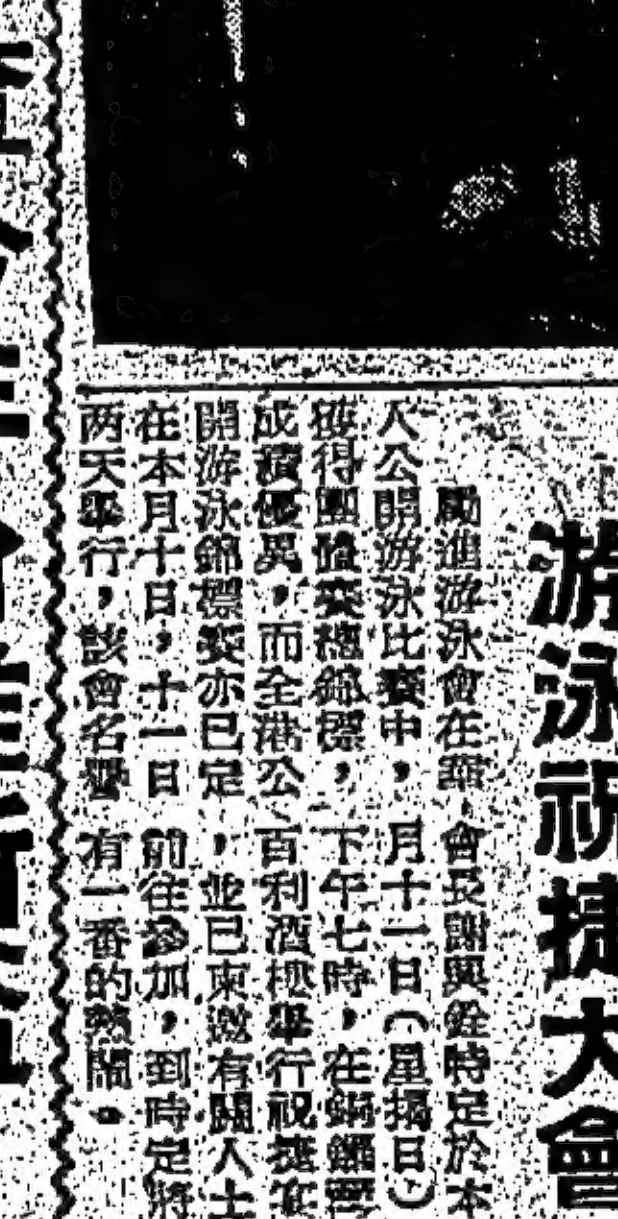 游泳祝捷大會
勵進游泳會在華
人公開游泳比賽中，
獲得團體賽總錦標，
成績優異，而全港公
開游泳錦標賽亦已定
在本月十日，十一日
两天舉行，該會名譽
會長謝興銓特定於本
月十一日（星期日）
下午七時，在銅鑼灣
百利酒樓舉行祝捷宴
，並已柬邀有關人士
前往參加，到時定將
有一番的熱鬧。